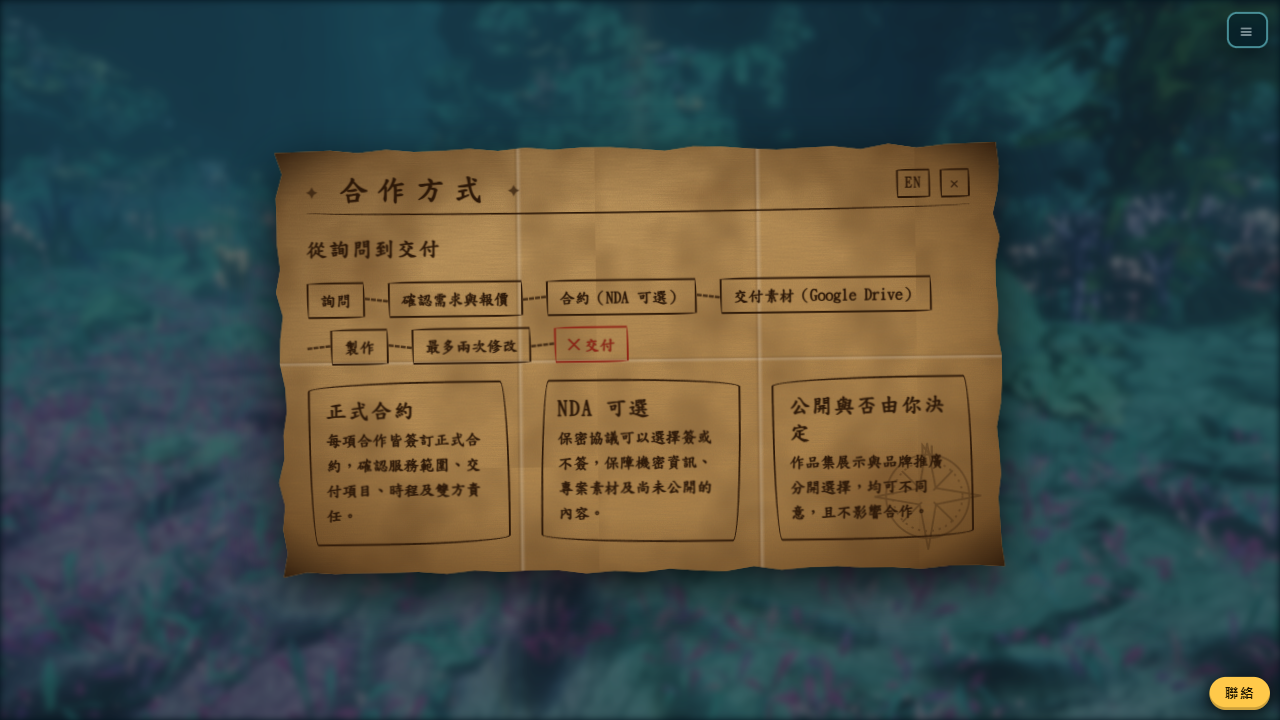 ≡
✦ 合作方式 ✦
EN ×
從詢問到交付
詢問 確認需求與報價 合約（NDA 可選） 交付素材（Google Drive）
製作 最多兩次修改 ✕交付
正式合約
每項合作皆簽訂正式合
約，確認服務範圍、交
付項目、時程及雙方責
任。
NDA 可選
保密協議可以選擇簽或
不簽，保障機密資訊、
專案素材及尚未公開的
內容。
公開與否由你決
定
作品集展示與品牌推廣
分開選擇，均可不同
意，且不影響合作。
N
聯絡